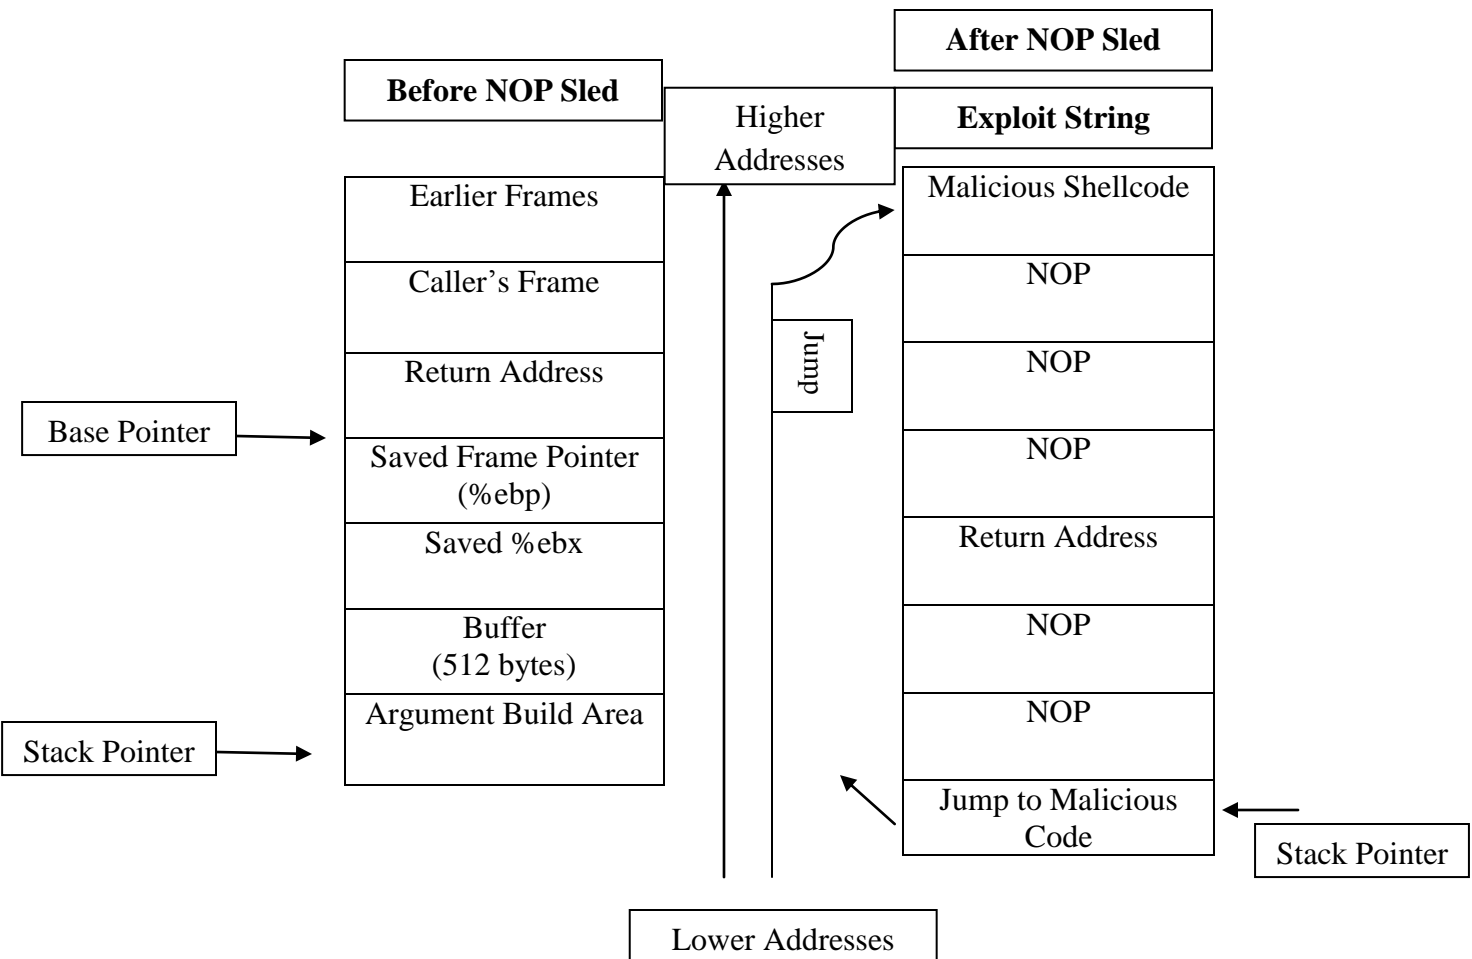 After NOP Sled
Before NOP Sled
Higher
Addresses
Exploit String
Earlier Frames
Caller’s Frame
Return Address
Saved Frame Pointer
(%ebp)
Saved %ebx
Buffer
(512 bytes)
Argument Build Area
Base Pointer
Stack Pointer
Jump
Malicious Shellcode
NOP
NOP
NOP
Return Address
NOP
NOP
Jump to Malicious
Code
Stack Pointer
Lower Addresses